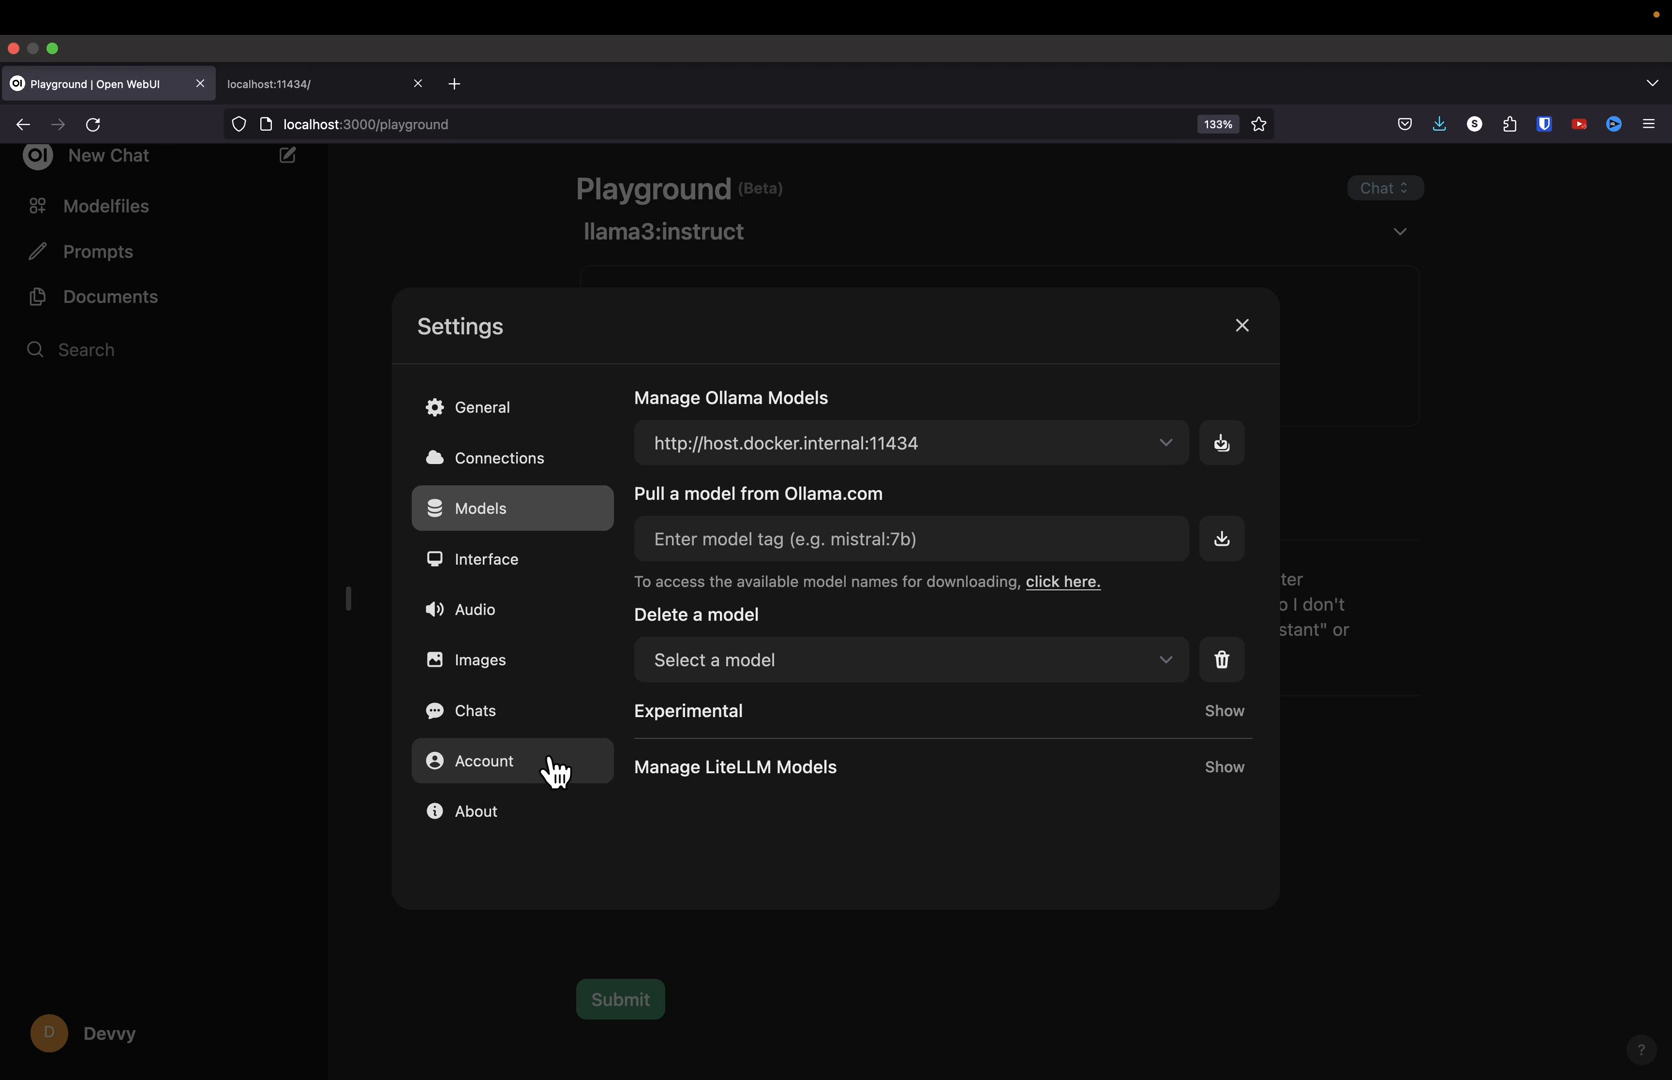 Playground | Open WebUI
localhost:11434/
localhost:3000/playground
133%
S
OI
New Chat
Modelfiles
Prompts
Documents
Search
Playground (Beta)
Chat
llama3:instruct
Settings
General
Connections
Models
Interface
Audio
Images
Chats
Account
About
Manage Ollama Models
http://host.docker.internal:11434
Pull a model from Ollama.com
Enter model tag (e.g. mistral:7b)
To access the available model names for downloading, click here.
Delete a model
Select a model
Experimental
Show
Manage LiteLLM Models
Show
ter
o I don't
stant" or
Submit
D
Devvy
?